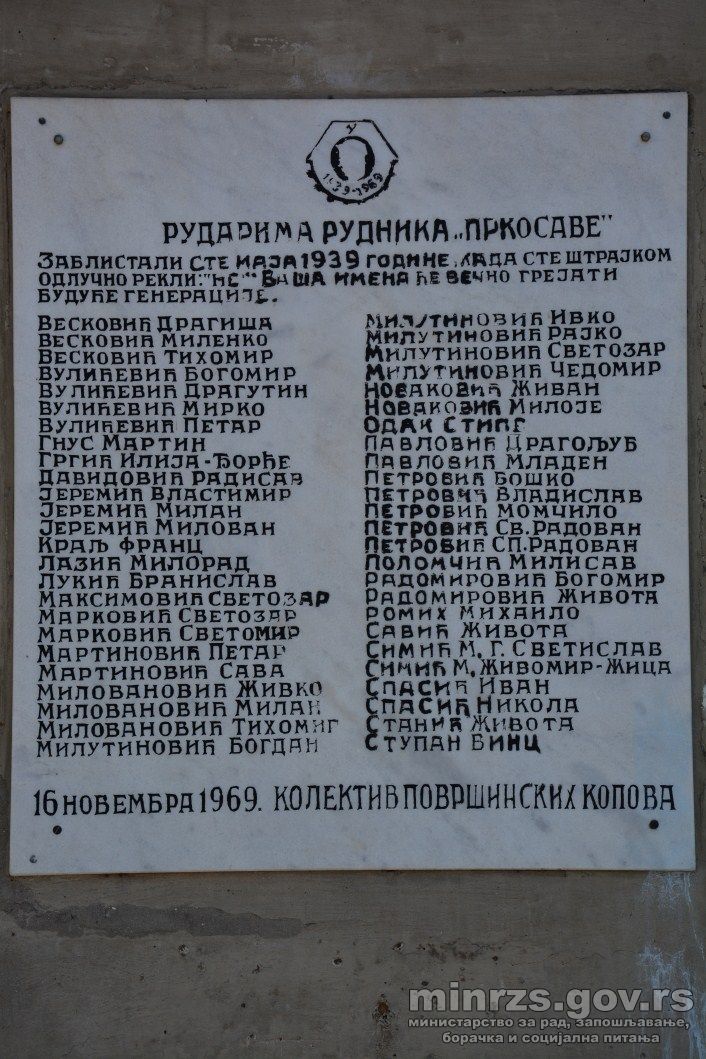 У
1939-1969
РУДАРИМА РУДНИКА „ПРКОСАВЕ"
ЗАБЛИСТАЛИ СТЕ МАЈА 1939 ГОДИНЕ, КАДА СТЕ ШТРАЈКОМ
ОДЛУЧНО РЕКЛИ: "НЕ" ВАША ИМЕНА ЋЕ ВЕЧНО ГРЕЈАТИ
БУДУЋЕ ГЕНЕРАЦИЈЕ.
ВЕСКОВИЋ ДРАГИША
ВЕСКОВИЋ МИЛЕНКО
ВЕСКОВИЋ ТИХОМИР
ВУЛИЋЕВИЋ БОГОМИР
ВУЛИЋЕВИЋ ДРАГУТИН
ВУЛИЋЕВИЋ МИРКО
ВУЛИЋЕВИЋ ПЕТАР
ГНУС МАРТИН
ГРГИЋ ИЛИЈА-ЂОРЂЕ
ДАВИДОВИЋ РАДИСАВ
ЈЕРЕМИЋ ВЛАСТИМИР
ЈЕРЕМИЋ МИЛАН
ЈЕРЕМИЋ МИЛОВАН
КРАЉ ФРАНЦ
ЛАЗИЋ МИЛОРАД
ЛУКИЋ БРАНИСЛАВ
МАКСИМОВИЋ СВЕТОЗАР
МАРКОВИЋ СВЕТОЗАР
МАРКОВИЋ СВЕТОМИР
МАРТИНОВИЋ ПЕТАР
МАРТИНОВИЋ САВА
МИЛОВАНОВИЋ ЖИВКО
МИЛОВАНОВИЋ МИЛАН
МИЛОВАНОВИЋ ТИХОМИР
МИЛУТИНОВИЋ БОГДАН
МИЛУТИНОВИЋ ИВКО
МИЛУТИНОВИЋ РАЈКО
МИЛУТИНОВИЋ СВЕТОЗАР
МИЛУТИНОВИЋ ЧЕДОМИР
НОВАКОВИЋ ЖИВАН
НОВАКОВИЋ МИЛОЈЕ
ОДАК СТИПЕ
ПАВЛОВИЋ ДРАГОЉУБ
ПАВЛОВИЋ МЛАДЕН
ПЕТРОВИЋ БОШКО
ПЕТРОВИЋ ВЛАДИСЛАВ
ПЕТРОВИЋ МОМЧИЛО
ПЕТРОВИЋ СВ. РАДОВАН
ПЕТРОВИЋ СП. РАДОВАН
ПОЛОМЧИЋ МИЛИСАВ
РАДОМИРОВИЋ БОГОМИР
РАДОМИРОВИЋ ЖИВОТА
РОМИХ МИХАИЛО
САВИЋ ЖИВОТА
СИМИЋ М. Г. СВЕТИСЛАВ
СИМИЋ М. ЖИВОМИР-ЖИЦА
СПАСИЋ ИВАН
СПАСИЋ НИКОЛА
СТАНИЋ ЖИВОТА
СТУПАН ВИНЦ
16 НОВЕМБРА 1969. КОЛЕКТИВ ПОВРШИНСКИХ КОПОВА
minrzs.gov.rs
министарство за рад, запошљавање,
борачка и социјална питања